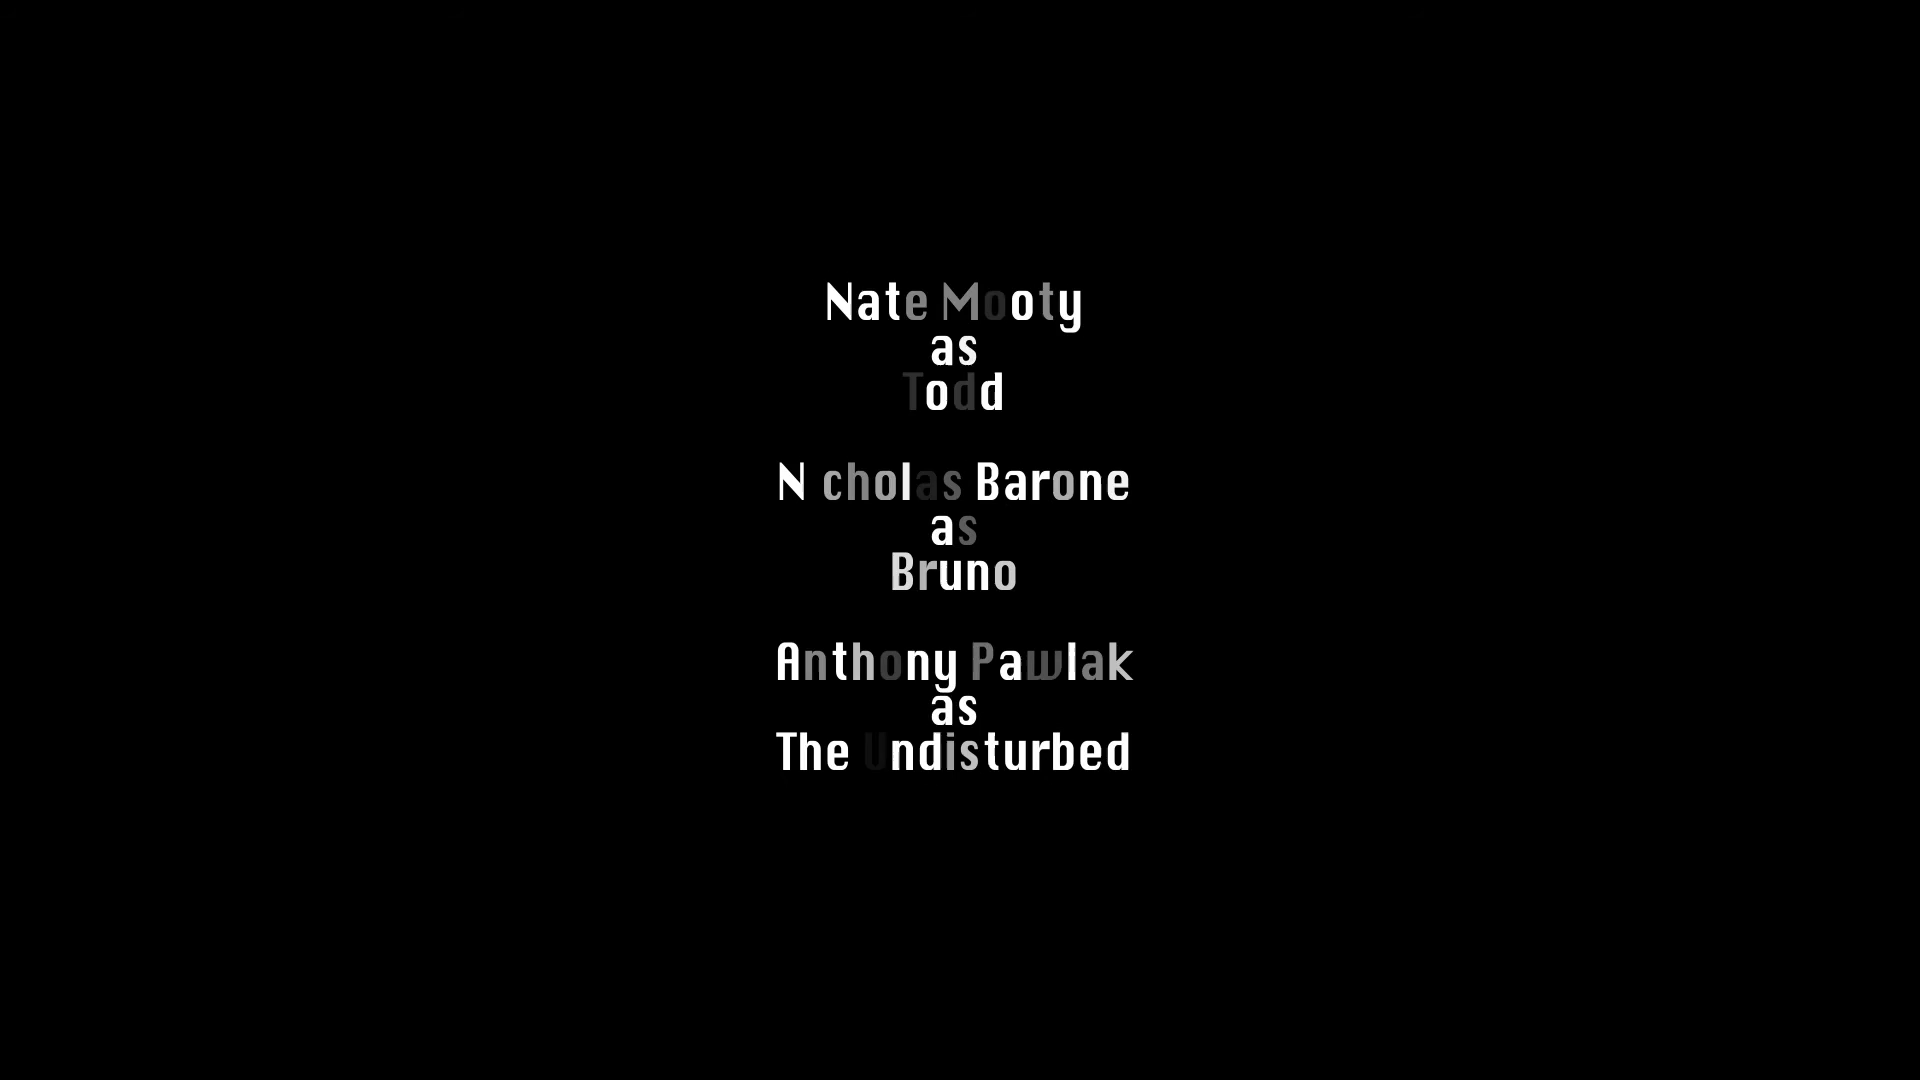 Nate Mooty
as
Todd
N cholas Barone
as
Bruno
Anthony Pawlak
as
The Undisturbed